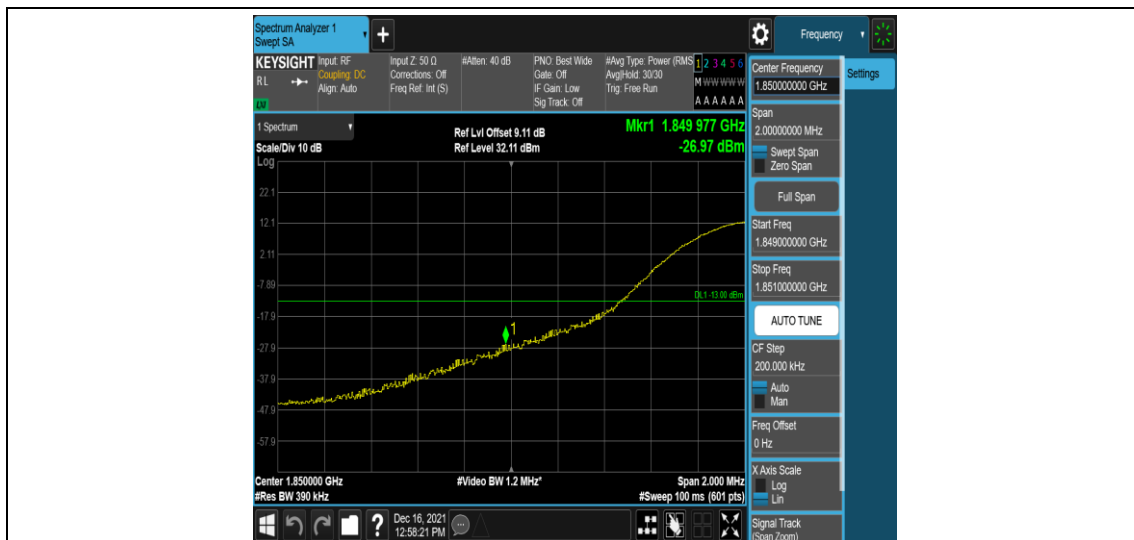 Spectrum Analyzer 1
Swept SA
+
Frequency
KEYSIGHT
RL
LXI
Input: RF
Coupling: DC
Align: Auto
Input Z: 50 Ω
Corrections: Off
Freq Ref: Int (S)
#Atten: 40 dB
PNO: Best Wide
Gate: Off
IF Gain: Low
Sig Track: Off
#Avg Type: Power (RMS
Avg|Hold: 30/30
Trig: Free Run
1 2 3 4 5 6
M W W W W W
A A A A A A
1 Spectrum
Scale/Div 10 dB
Log
Ref Lvl Offset 9.11 dB
Ref Level 32.11 dBm
Mkr1 1.849 977 GHz
-26.97 dBm
22.1
12.1
2.11
-7.89
-17.9
-27.9
-37.9
-47.9
-57.9
DL1 -13.00 dBm
1
Center 1.850000 GHz
#Res BW 390 kHz
#Video BW 1.2 MHz*
Span 2.000 MHz
#Sweep 100 ms (601 pts)
Center Frequency
1.850000000 GHz
Settings
Span
2.00000000 MHz
Swept Span
Zero Span
Full Span
Start Freq
1.849000000 GHz
Stop Freq
1.851000000 GHz
AUTO TUNE
CF Step
200.000 kHz
Auto
Man
Freq Offset
0 Hz
X Axis Scale
Log
Lin
Signal Track
(Span Zoom)
?
Dec 16, 2021
12:58:21 PM